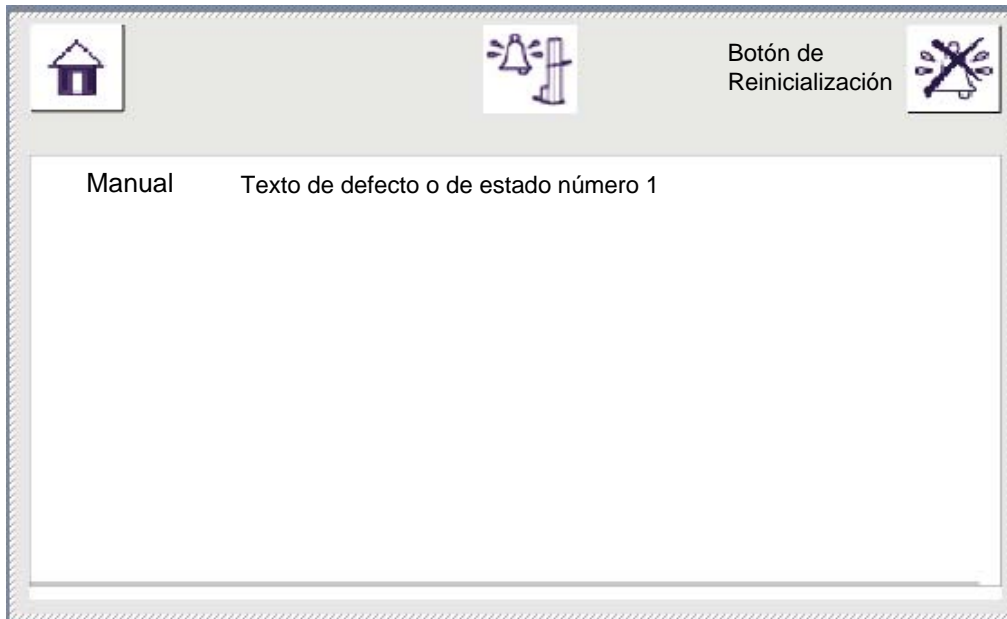 Botón de
Reinicialización
Manual
Texto de defecto o de estado número 1